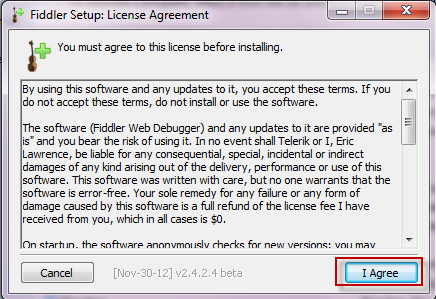 Fiddler Setup: License Agreement
You must agree to this license before installing.
By using this software and any updates to it, you accept these terms. If you
do not accept these terms, do not install or use the software.
The software (Fiddler Web Debugger) and any updates to it are provided "as
is" and you bear the risk of using it. In no event shall Telerik or I, Eric
Lawrence, be liable for any consequential, special, incidental or indirect
damages of any kind arising out of the delivery, performance or use of this
software. This software was written with care, but no one warrants that the
software is error-free. Your sole remedy for any failure or any form of
damage caused by this software is a full refund of the license fee I have
received from you, which in all cases is $0.
On startup, the software anonymously checks for new versions; you may
Cancel
[Nov-30-12] v2.4.2.4 beta
I Agree